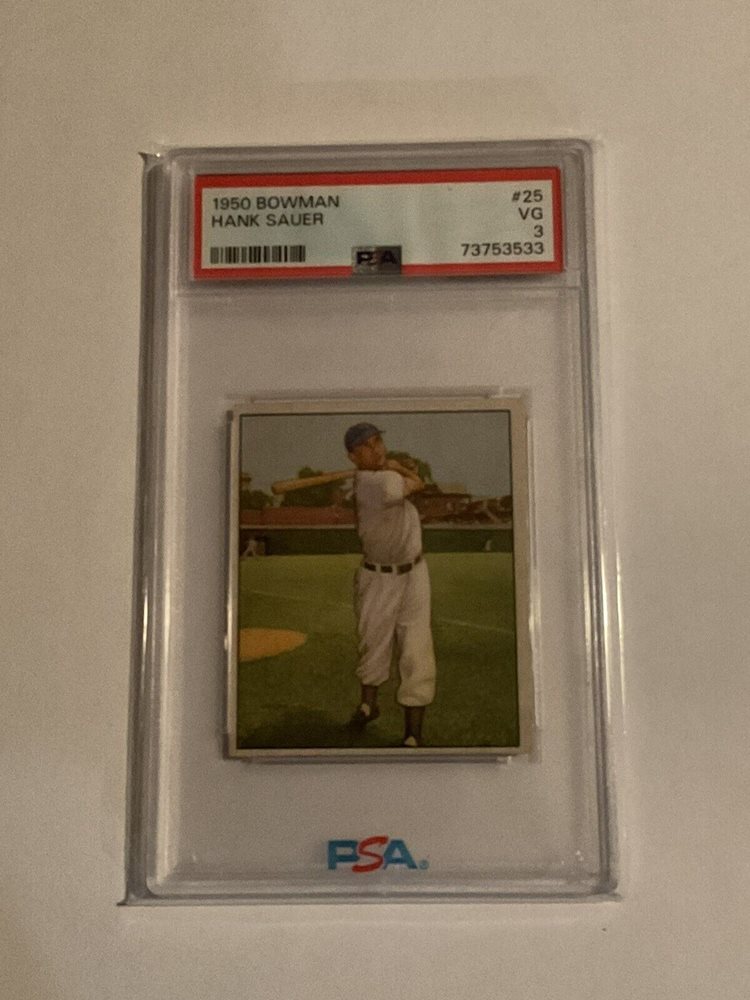 1950 BOWMAN #25
HANK SAUER VG
3
PSA 73753533
PSA®